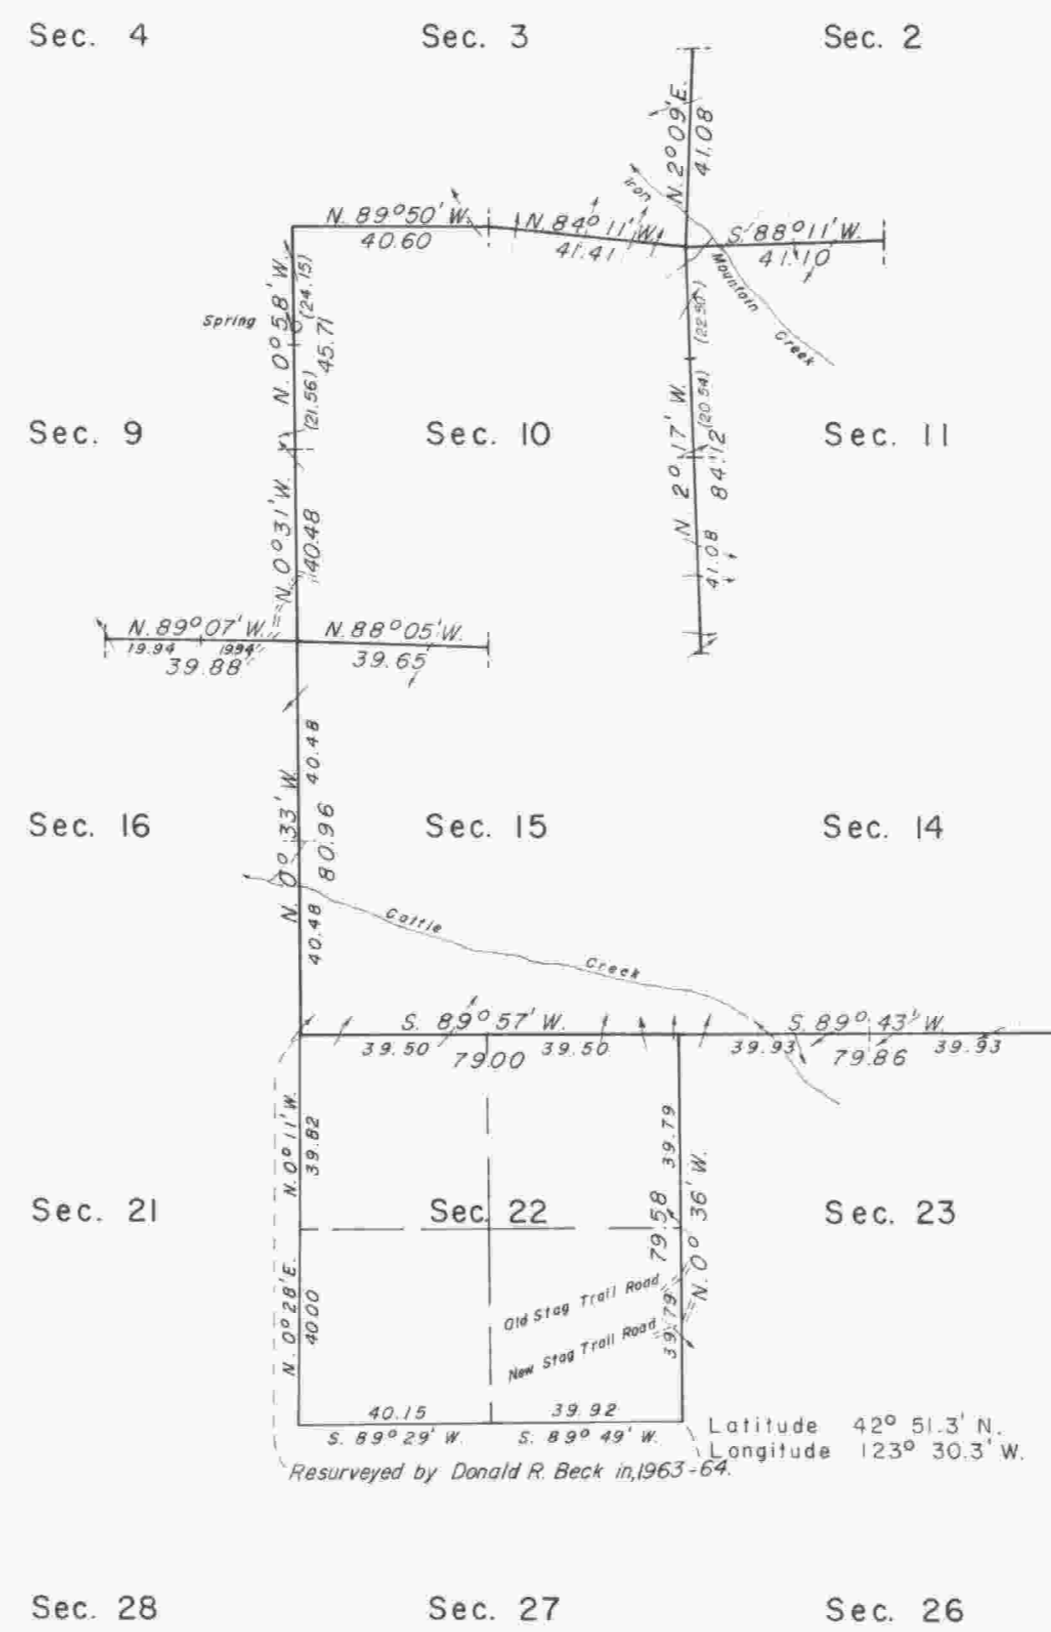 Sec. 4
Sec. 3
Sec. 2
N. 2° 09' E.
41.08
Iron
Mountain
Creek
N. 89° 50' W.
40.60
N. 84° 11' W.
41.41
S. 88° 11' W.
41.10
N. 0° 58' W.
(24.15)
45.71
(21.56)
Spring
(22.50)
(20.54)
N 2° 17' W.
84.12
41.08
Sec. 9
Sec. 10
Sec. 11
N. 0° 31' W.
40.48
N. 89° 07' W.
19.94
19.94
39.88
N. 88° 05' W.
39.65
40.48
N. 0° 33' W.
80.96
40.48
Sec. 16
Sec. 15
Sec. 14
Cattle
Creek
S. 89° 57' W.
39.50
79.00
39.50
S. 89° 43' W.
39.93
79.86
39.93
N. 0° 11' W.
39.82
39.79
79.58
N. 0° 36' W.
39.79
Sec. 21
Sec. 22
Sec. 23
N. 0° 28' E.
40.00
Old Stag Trail Road
New Stag Trail Road
40.15
39.92
S. 89° 29' W.
S. 89° 49' W.
Latitude 42° 51.3' N.
Longitude 123° 30.3' W.
Resurveyed by Donald R. Beck in, 1963-64.
Sec. 28
Sec. 27
Sec. 26